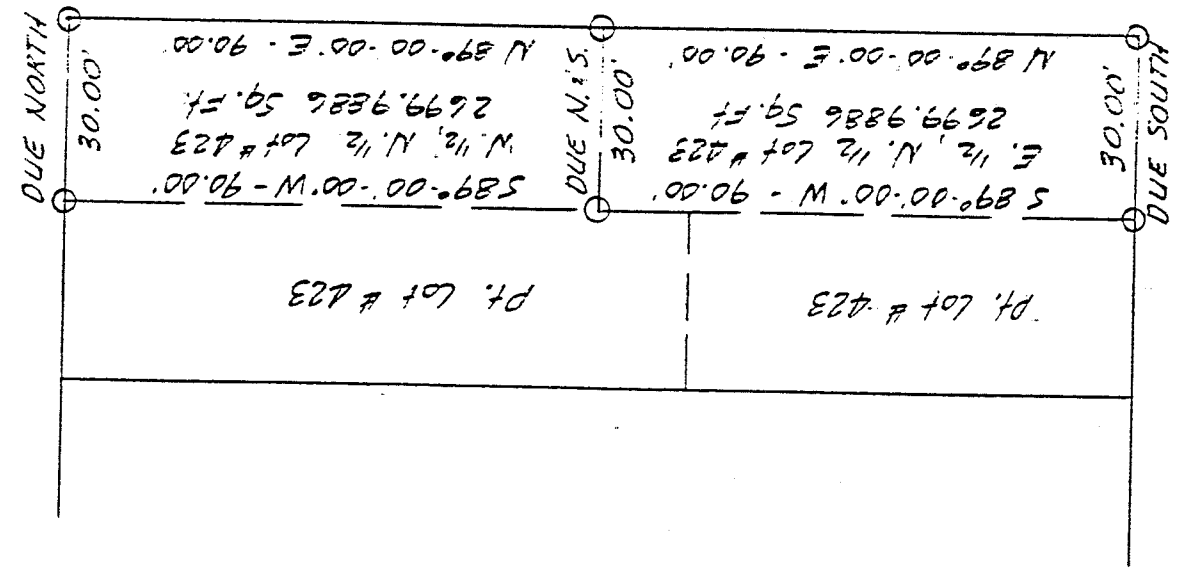 Pt. Lot # 423
Pt. Lot # 423
S 89°-00'-00" W - 90.00'
E. 1/2, N. 1/2 Lot # 423
2699.9886 Sq. Ft.
N 89°-00'-00" E - 90.00'
S 89°-00'-00" W - 90.00'
W. 1/2, N. 1/2 Lot # 423
2699.9886 Sq. Ft.
N 89°-00'-00" E - 90.00
DUE SOUTH
30.00'
DUE N. & S.
30.00'
DUE NORTH
30.00'